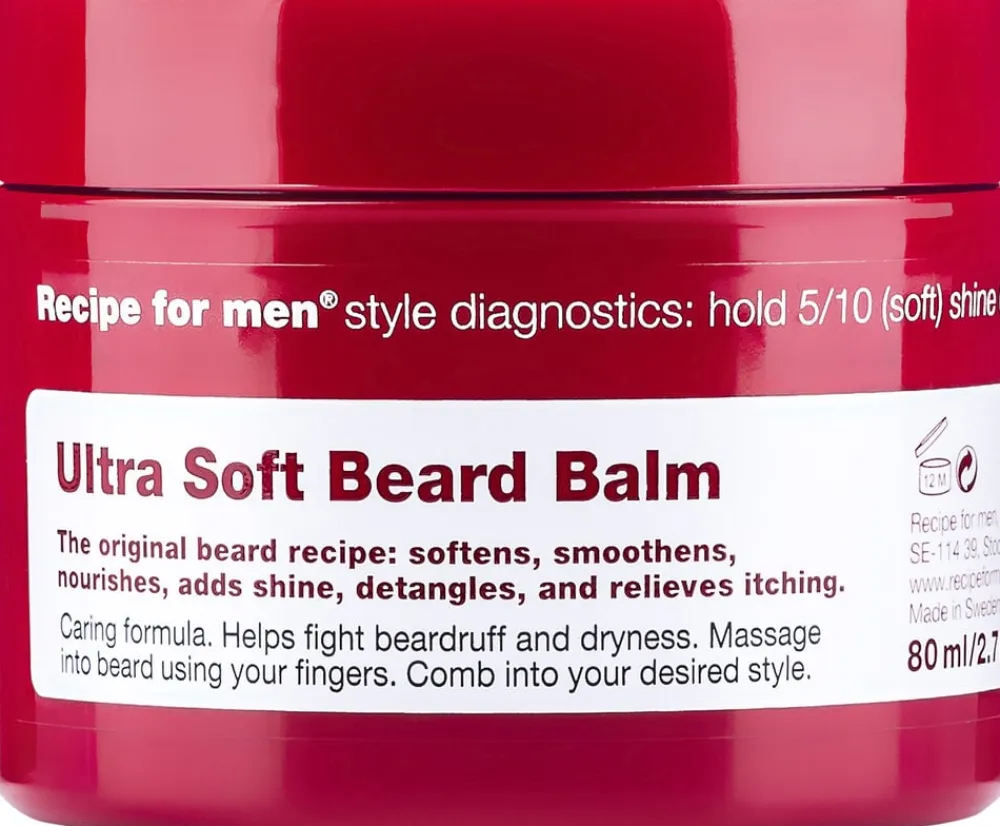 Recipe for men® style diagnostics: hold 5/10 (soft) shine
Ultra Soft Beard Balm
The original beard recipe: softens, smoothens,
nourishes, adds shine, detangles, and relieves itching.
Caring formula. Helps fight beardruff and dryness. Massage
into beard using your fingers. Comb into your desired style.
12 M
Recipe for men
SE-114 39,
www.recipeform
Made in Sweden
80 ml/2.7